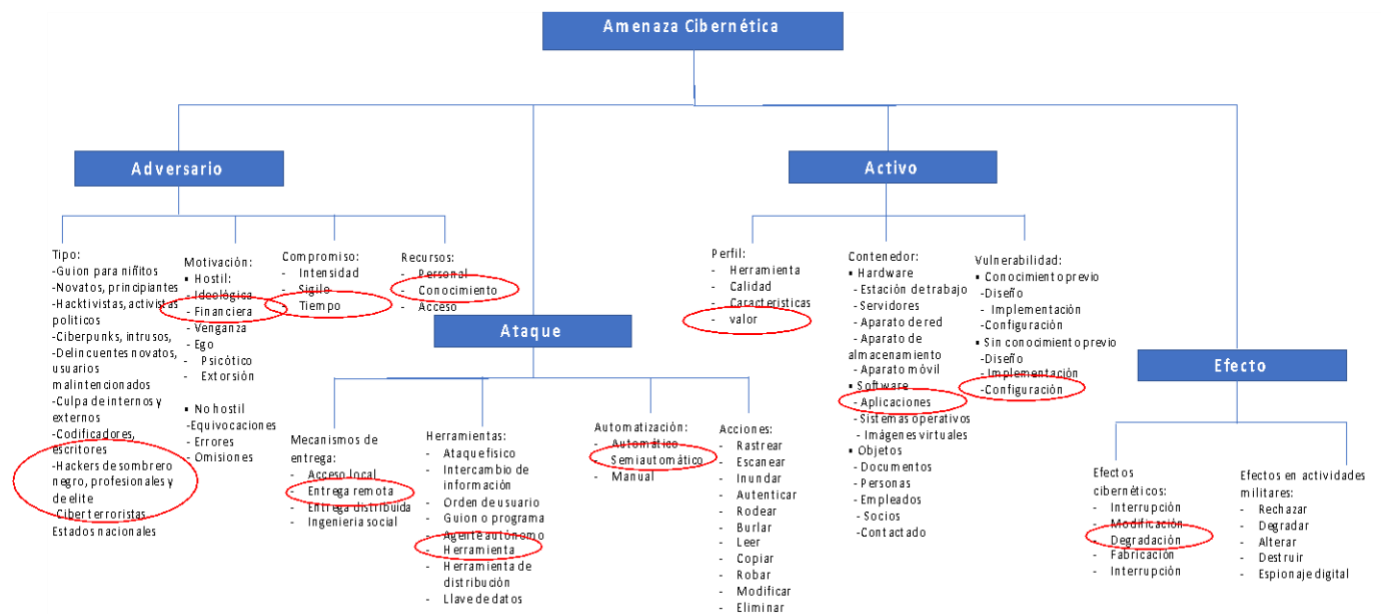 Amenaza Cibernética
Adversario
Tipo:
-Guion para niñitos
-Novatos, principiantes
-Hacktivistas, activistas
politicos
-Ciberpunks, intrusos,
-Delincuentes novatos,
usuarios
malintencionados
-Culpa de internos y
externos
-Codificadores,
escritores
-Hackers de sombrero
negro, profesionales y
de elite
-Ciberterroristas
Estados nacionales
Motivación:
▪ Hostil:
- Ideológica
- Financiera
- Venganza
- Ego
- Psicótico
- Extorsión
▪ No hostil
-Equivocaciones
- Errores
- Omisiones
Compromiso:
- Intensidad
- Sigilo
- Tiempo
Recursos:
- Personal
- Conocimiento
- Acceso
Ataque
Mecanismos de
entrega:
- Acceso local
- Entrega remota
- Entrega distribuida
- Ingenieria social
Herramientas:
- Ataque físico
- Intercambio de
información
- Orden de usuario
- Guion o programa
- Agente autónomo
- Herramienta
- Herramienta de
distribución
- Llave de datos
Automatización:
- Automático
- Semiautomático
- Manual
Acciones:
- Rastrear
- Escanear
- Inundar
- Autenticar
- Rodear
- Burlar
- Leer
- Copiar
- Robar
- Modificar
- Eliminar
Activo
Perfil:
- Herramienta
- Calidad
- Caracteristicas
- valor
Contenedor:
▪ Hardware
- Estación de trabajo
- Servidores
- Aparato de red
- Aparato de
almacenamiento
- Aparato móvil
▪ Software
- Aplicaciones
- Sistemas operativos
- Imágenes virtuales
▪ Objetos
- Documentos
- Personas
- Empleados
- Socios
-Contactado
Vulnerabilidad:
▪ Conocimiento previo
-Diseño
- Implementación
-Configuración
▪ Sin conocimiento previo
-Diseño
- Implementación
-Configuración
Efecto
Efectos
cibernéticos:
- Interrupción
- Modificación
- Degradación
- Fabricación
- Interrupción
Efectos en actividades
militares:
- Rechazar
- Degradar
- Alterar
- Destruir
- Espionaje digital